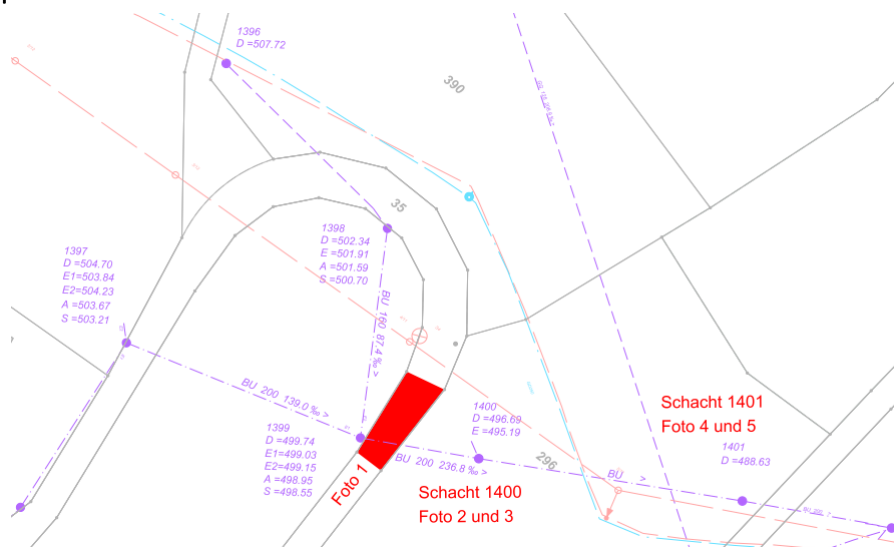 1396
D =507.72
390
35
1398
D =502.34
E =501.91
A =501.59
S =500.70
1397
D =504.70
E1=503.84
E2=504.23
A =503.67
S =503.21
BU 160 87.4 ‰ >
BU 200 139.0 ‰ >
1399
D =499.74
E1=499.03
E2=499.15
A =498.95
S =498.55
1400
D =496.69
E =495.19
Schacht 1401
Foto 4 und 5
1401
D =488.63
296
BU 200 236.8 ‰ >
BU >
Foto 1
Schacht 1400
Foto 2 und 3